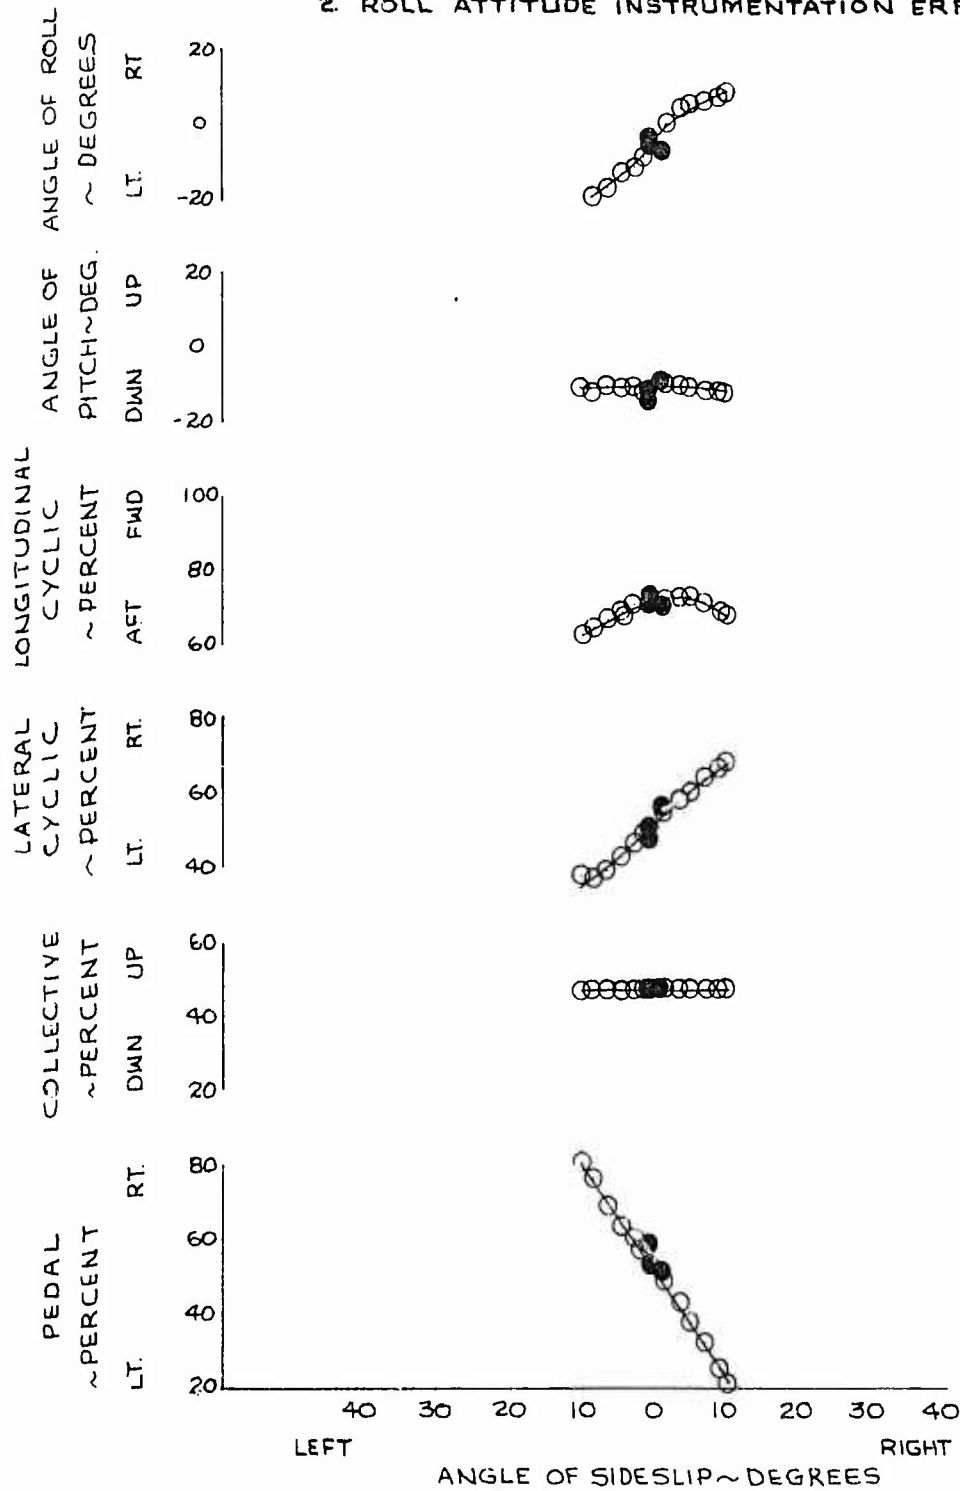 2. ROLL ATTITUDE INSTRUMENTATION ER
ANGLE OF ROLL
~ DEGREES
LT. RT
20
0
-20
ANGLE OF
PITCH~DEG.
DWN UP
20
0
-20
LONGITUDINAL
CYCLIC
~PERCENT
AFT FWD
100
80
60
LATERAL
CYCLIC
~PERCENT
LT. RT.
80
60
40
COLLECTIVE
~PERCENT
DWN UP
60
40
20
PEDAL
~PERCENT
LT. RT.
80
60
40
20
40 30 20 10 0 10 20 30 40
LEFT RIGHT
ANGLE OF SIDESLIP~DEGREES